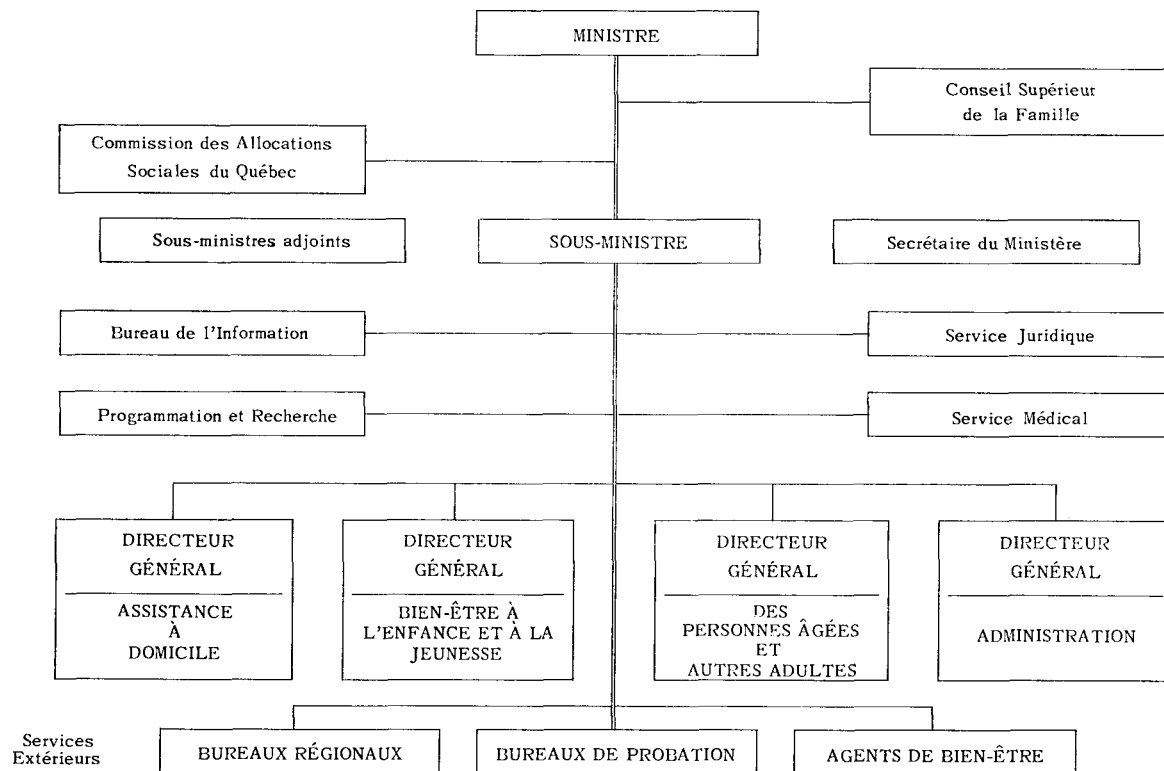 MINISTRE
Conseil Supérieur
de la Famille
Commission des Allocations
Sociales du Québec
Sous-ministres adjoints
SOUS-MINISTRE
Secrétaire du Ministère
Bureau de l'Information
Service Juridique
Programmation et Recherche
Service Médical
DIRECTEUR
GÉNÉRAL
ASSISTANCE
À
DOMICILE
DIRECTEUR
GÉNÉRAL
BIEN-ÊTRE À
L'ENFANCE ET À LA
JEUNESSE
DIRECTEUR
GÉNÉRAL
DES
PERSONNES ÂGÉES
ET
AUTRES ADULTES
DIRECTEUR
GÉNÉRAL
ADMINISTRATION
Services
Extérieurs
BUREAUX RÉGIONAUX
BUREAUX DE PROBATION
AGENTS DE BIEN-ÊTRE